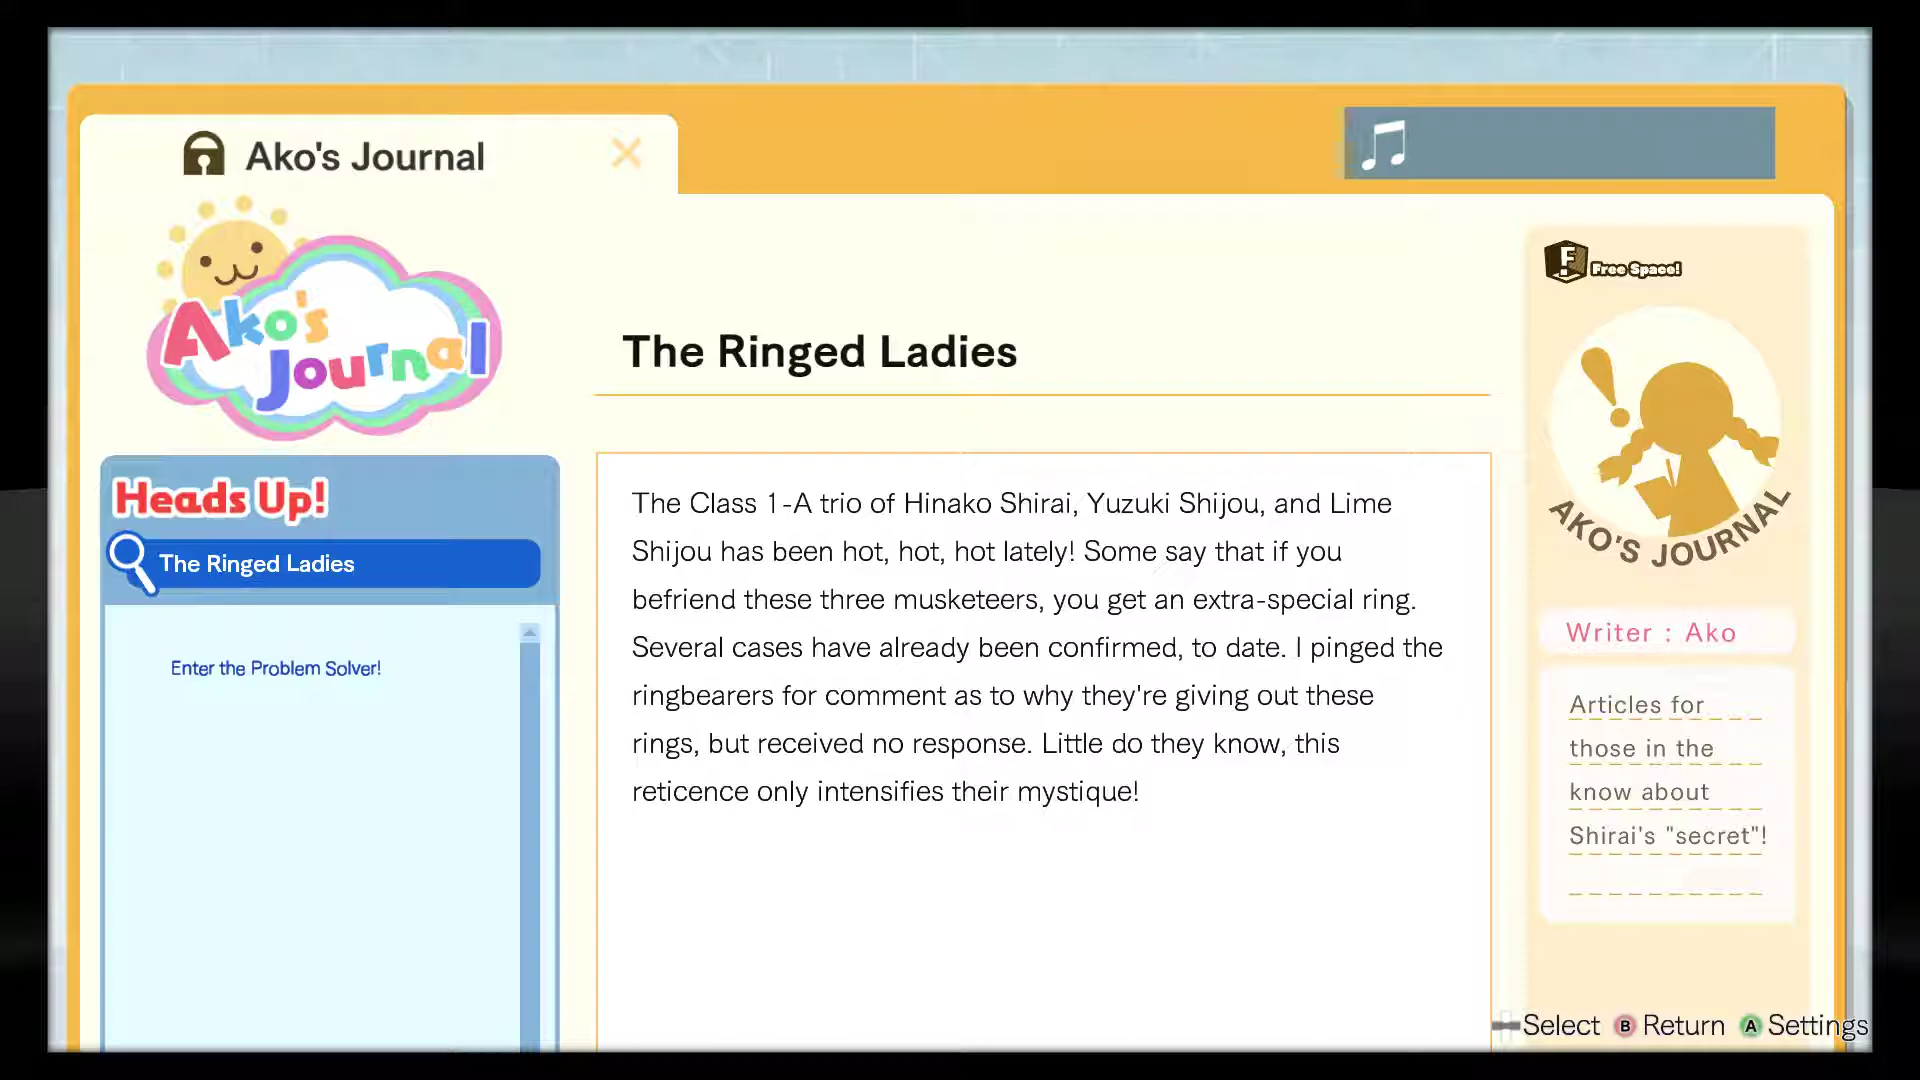 Ako's Journal
Ako's
Journal
Heads Up!
The Ringed Ladies
Enter the Problem Solver!
The Ringed Ladies
The Class 1-A trio of Hinako Shirai, Yuzuki Shijou, and Lime
Shijou has been hot, hot, hot lately! Some say that if you
befriend these three musketeers, you get an extra-special ring.
Several cases have already been confirmed, to date. I pinged the
ringbearers for comment as to why they're giving out these
rings, but received no response. Little do they know, this
reticence only intensifies their mystique!
F Free Space!
AKO'S JOURNAL
Writer : Ako
Articles for
those in the
know about
Shirai's "secret"!
Select B Return A Settings